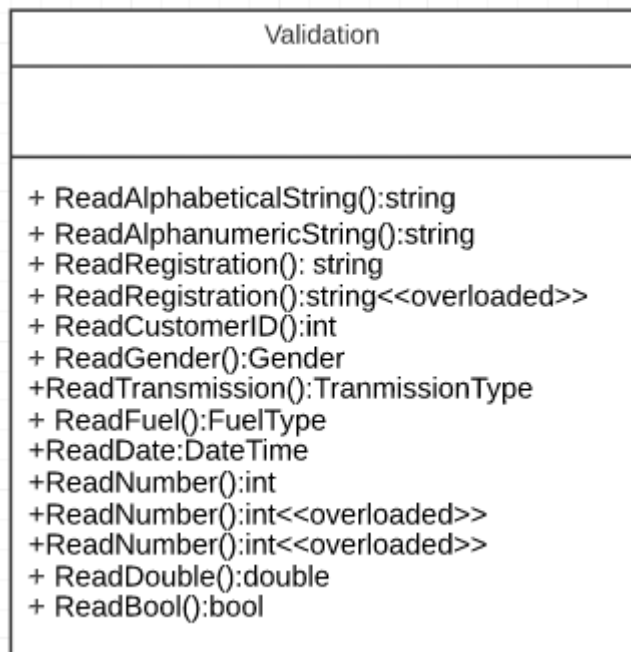 Validation
+ ReadAlphabeticalString():string
+ ReadAlphanumericString():string
+ ReadRegistration(): string
+ ReadRegistration():string<<overloaded>>
+ ReadCustomerID():int
+ ReadGender():Gender
+ReadTransmission():TranmissionType
+ ReadFuel():FuelType
+ReadDate:DateTime
+ReadNumber():int
+ReadNumber():int<<overloaded>>
+ReadNumber():int<<overloaded>>
+ ReadDouble():double
+ ReadBool():bool